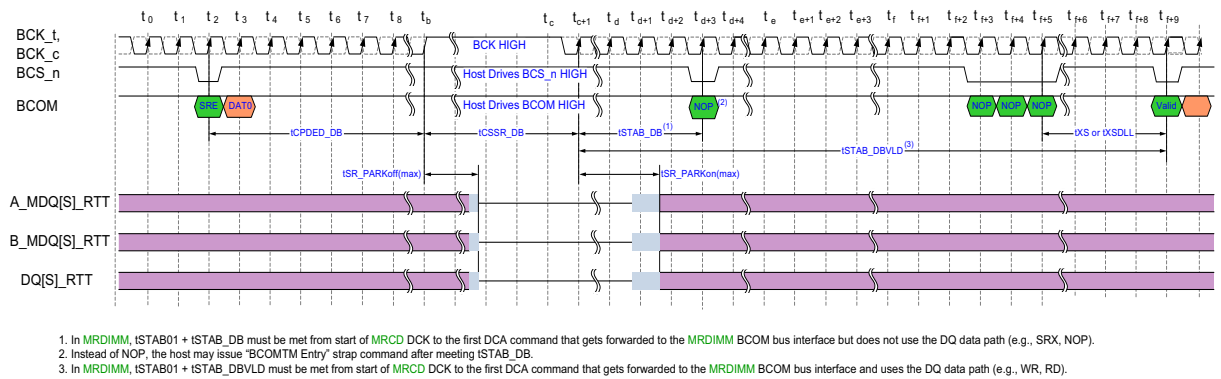 t0 t1 t2 t3 t4 t5 t6 t7 t8 tb tc tc+1 td td+1 td+2 td+3 td+4 te te+1 te+2 te+3 tf tf+1 tf+2 tf+3 tf+4 tf+5 tf+6 tf+7 tf+8 tf+9
BCK_t,
BCK_c
BCK HIGH
BCS_n
Host Drives BCS_n HIGH
BCOM
SRE DAT0 Host Drives BCOM HIGH NOP (2) NOP NOP NOP Valid
tCPDED_DB tCSSR_DB tSTAB_DB(1) tXS or tXSDLL
tSTAB_DBVLD(3)
tSR_PARKoff(max) tSR_PARKon(max)
A_MDQ[S]_RTT
B_MDQ[S]_RTT
DQ[S]_RTT
1. In MRDIMM, tSTAB01 + tSTAB_DB must be met from start of MRCD DCK to the first DCA command that gets forwarded to the MRDIMM BCOM bus interface but does not use the DQ data path (e.g., SRX, NOP).
2. Instead of NOP, the host may issue “BCOMTM Entry” strap command after meeting tSTAB_DB.
3. In MRDIMM, tSTAB01 + tSTAB_DBVLD must be met from start of MRCD DCK to the first DCA command that gets forwarded to the MRDIMM BCOM bus interface and uses the DQ data path (e.g., WR, RD).